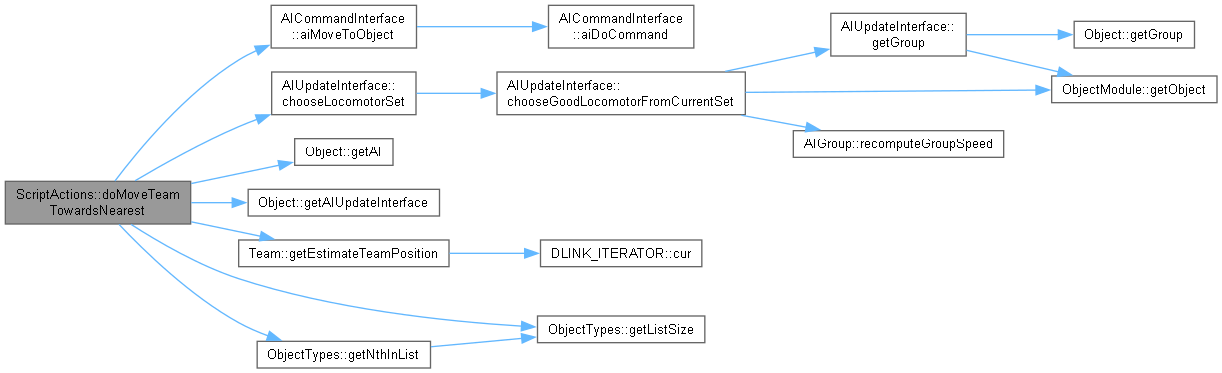 AICommandInterface
::aiMoveToObject
AICommandInterface
::aiDoCommand
AIUpdateInterface::
getGroup
Object::getGroup
AIUpdateInterface::
chooseLocomotorSet
AIUpdateInterface::
chooseGoodLocomotorFromCurrentSet
ObjectModule::getObject
AIGroup::recomputeGroupSpeed
Object::getAI
ScriptActions::doMoveTeam
TowardsNearest
Object::getAIUpdateInterface
Team::getEstimateTeamPosition
DLINK_ITERATOR::cur
ObjectTypes::getListSize
ObjectTypes::getNthInList